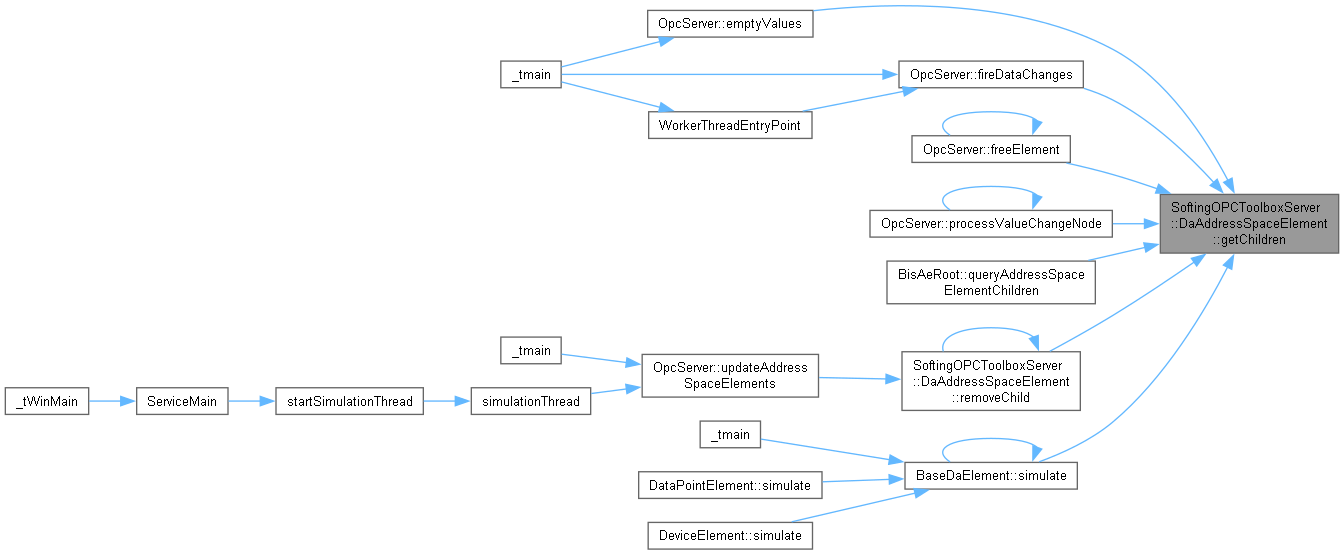 OpcServer::emptyValues
_tmain
OpcServer::fireDataChanges
WorkerThreadEntryPoint
OpcServer::freeElement
SoftingOPCToolboxServer
::DaAddressSpaceElement
::getChildren
OpcServer::processValueChangeNode
BisAeRoot::queryAddressSpace
ElementChildren
_tmain
OpcServer::updateAddress
SpaceElements
SoftingOPCToolboxServer
::DaAddressSpaceElement
::removeChild
_tWinMain
ServiceMain
startSimulationThread
simulationThread
_tmain
BaseDaElement::simulate
DataPointElement::simulate
DeviceElement::simulate